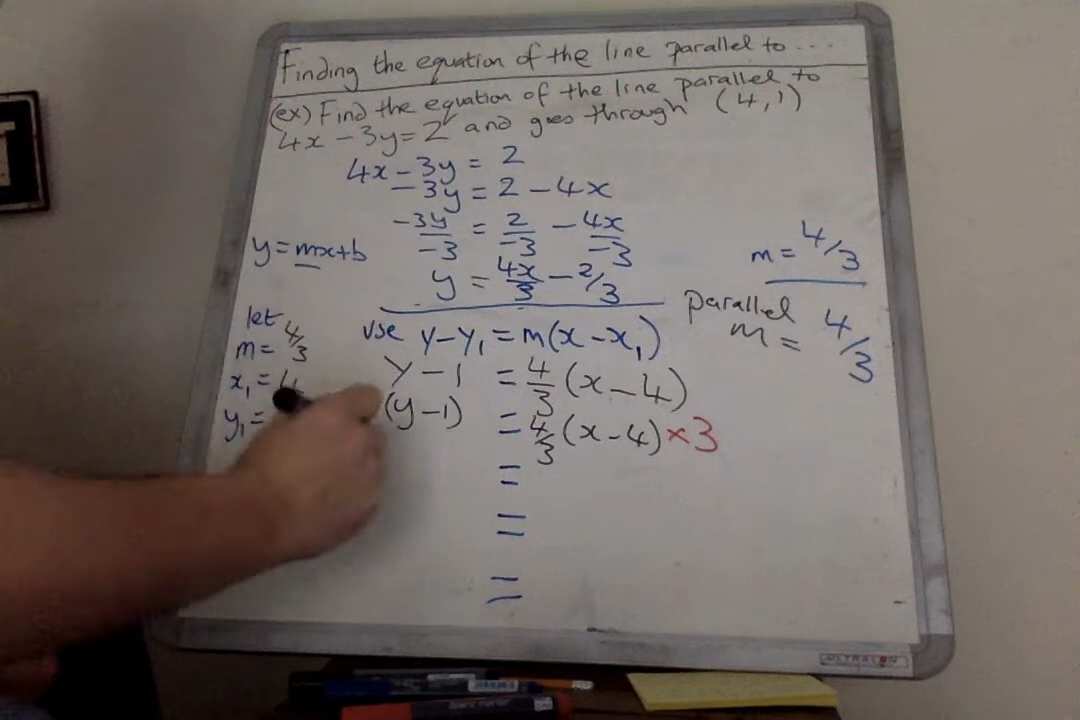 Finding the equation of the line parallel to ...
(ex) Find the equation of the line parallel to
4x - 3y = 2 and goes through (4,1)
4x - 3y = 2
-3y = 2 - 4x
-3y/-3 = 2/-3 - 4x/-3
y = mx+b
y = 4x/3 - 2/3
m = 4/3
parallel
m = 4/3
let
m = 4/3
x₁ = 4
y₁ =
use y-y₁ = m(x-x₁)
y - 1 = 4/3 (x - 4)
(y - 1) = 4/3 (x - 4) × 3
=
=
=